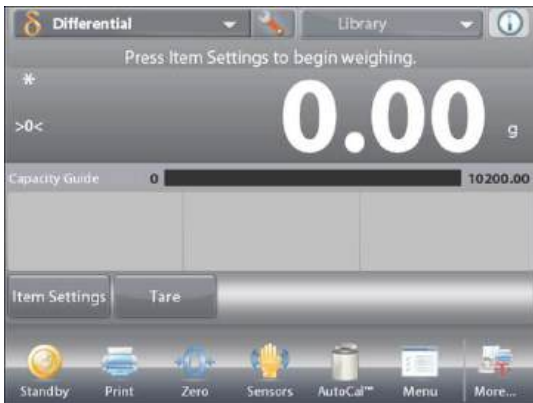 δ Differential Library
Press Item Settings to begin weighing.
*
>0<
0.00 g
Capacity Guide 0 10200.00
Item Settings Tare
Standby Print Zero Sensors AutoCal™ Menu More...